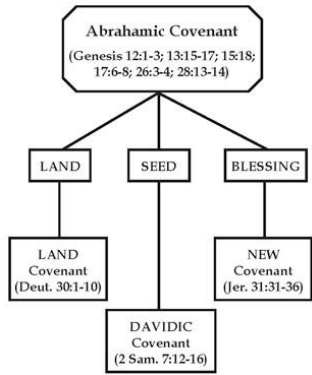 Abrahamic Covenant
(Genesis 12:1-3; 13:15-17; 15:18;
17:6-8; 26:3-4; 28:13-14)
LAND
SEED
BLESSING
LAND
Covenant
(Deut. 30:1-10)
NEW
Covenant
(Jer. 31:31-36)
DAVIDIC
Covenant
(2 Sam. 7:12-16)